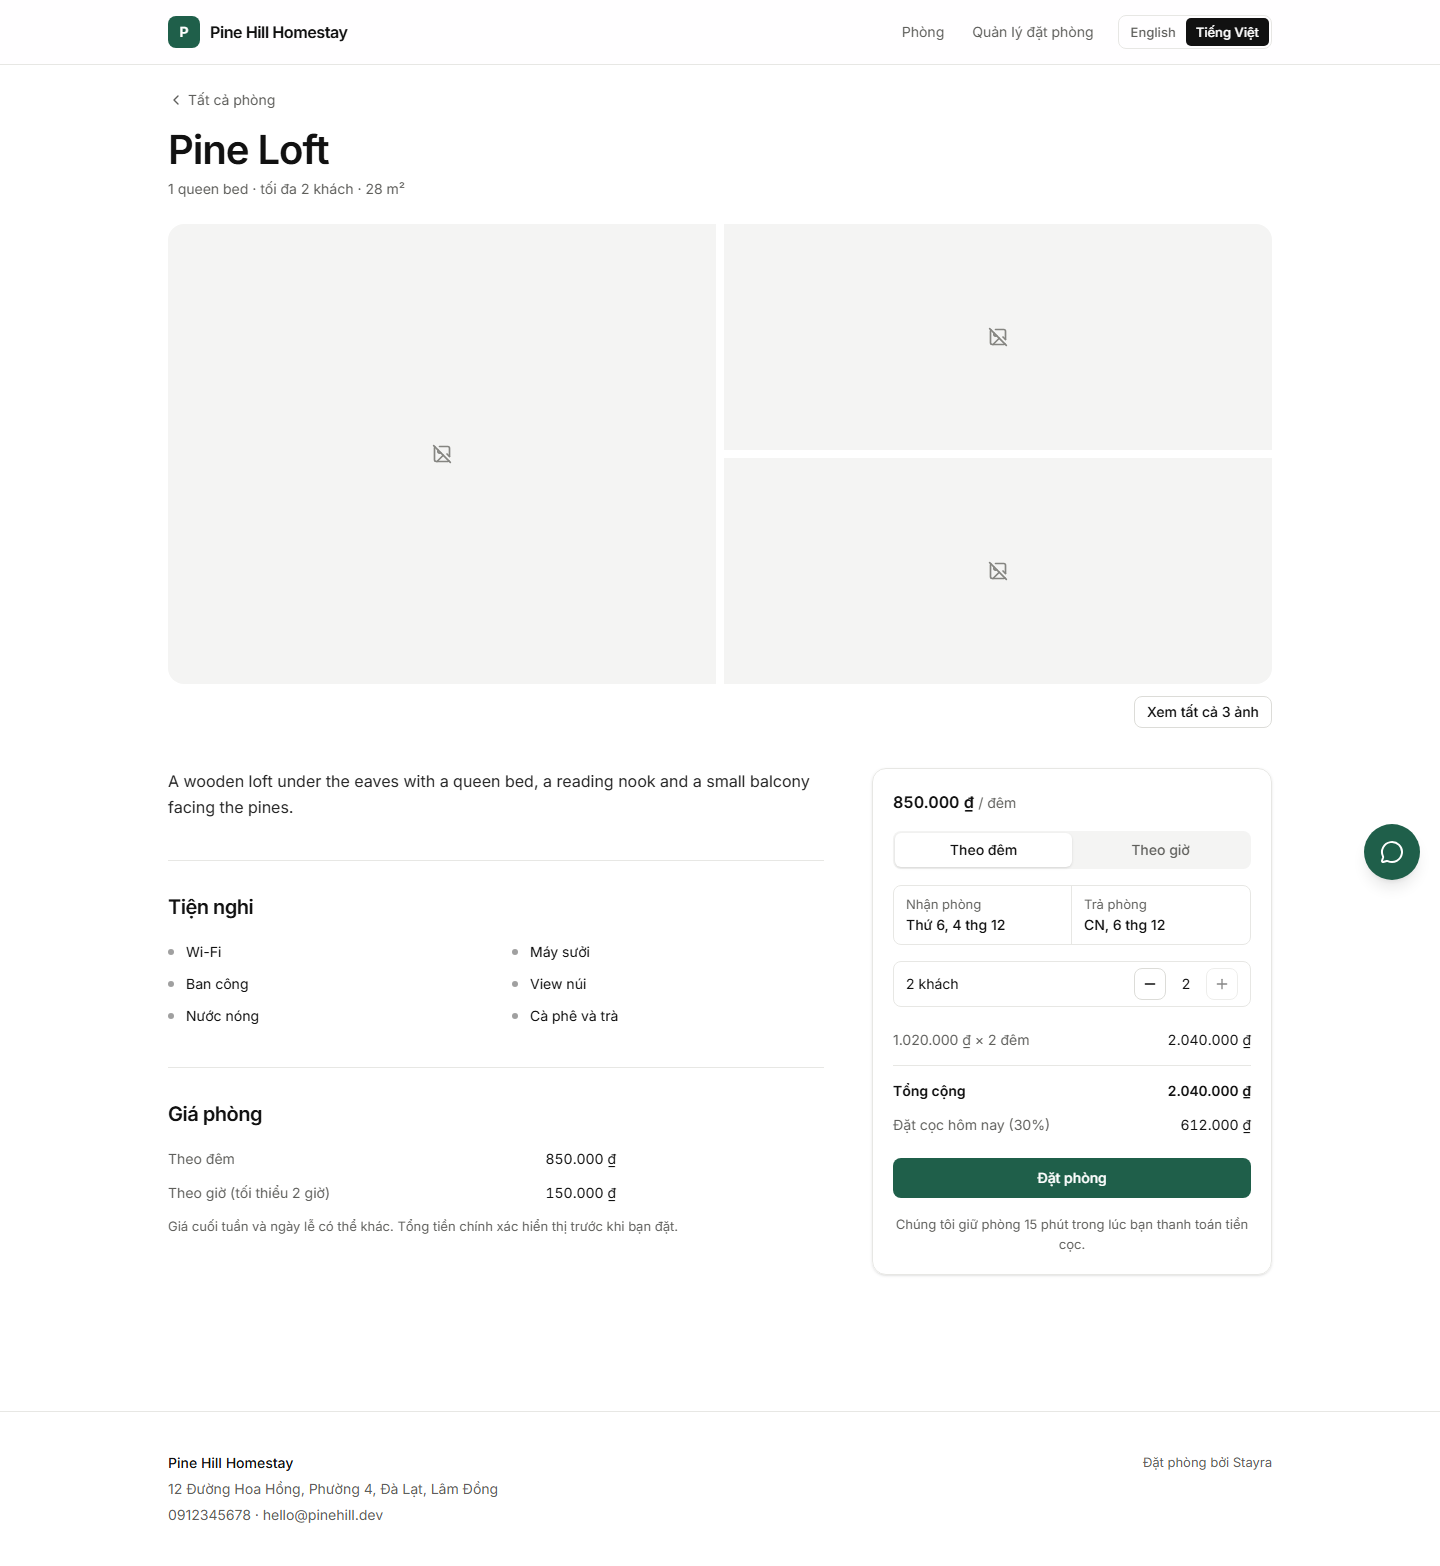 P
Pine Hill Homestay
Phòng
Quản lý đặt phòng
English
Tiếng Việt
Tất cả phòng
Pine Loft
1 queen bed · tối đa 2 khách · 28 m²
Xem tất cả 3 ảnh
A wooden loft under the eaves with a queen bed, a reading nook and a small balcony
facing the pines.
Tiện nghi
Wi-Fi
Máy sưởi
Ban công
View núi
Nước nóng
Cà phê và trà
Giá phòng
Theo đêm 850.000 ₫
Theo giờ (tối thiểu 2 giờ) 150.000 ₫
Giá cuối tuần và ngày lễ có thể khác. Tổng tiền chính xác hiển thị trước khi bạn đặt.
850.000 ₫ / đêm
Theo đêm
Theo giờ
Nhận phòng
Thứ 6, 4 thg 12
Trả phòng
CN, 6 thg 12
2 khách
2
1.020.000 ₫ × 2 đêm 2.040.000 ₫
Tổng cộng 2.040.000 ₫
Đặt cọc hôm nay (30%) 612.000 ₫
Đặt phòng
Chúng tôi giữ phòng 15 phút trong lúc bạn thanh toán tiền
cọc.
Pine Hill Homestay
12 Đường Hoa Hồng, Phường 4, Đà Lạt, Lâm Đồng
0912345678 · hello@pinehill.dev
Đặt phòng bởi Stayra